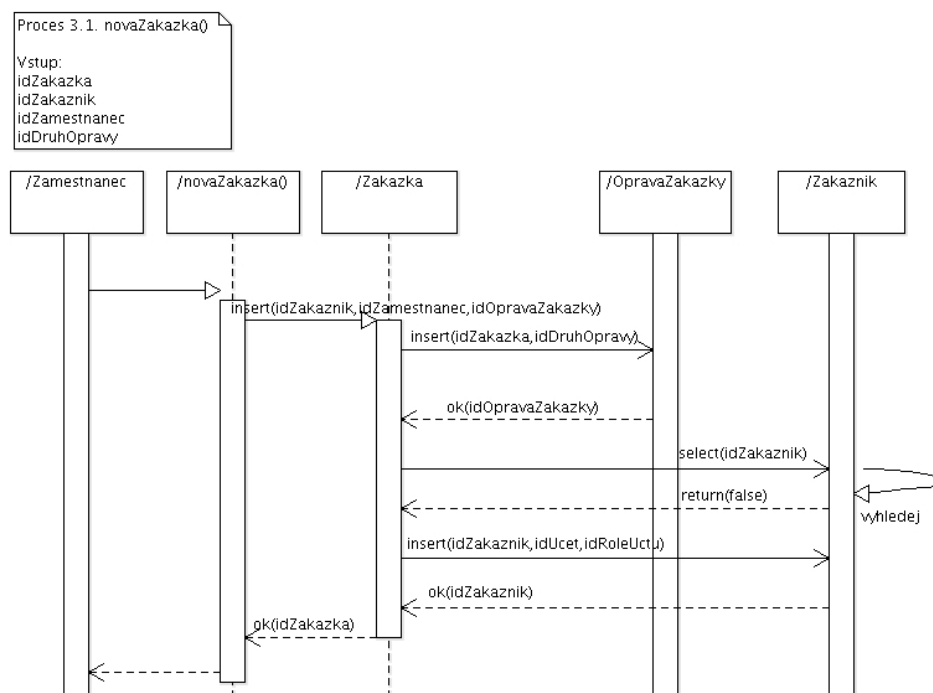 Proces 3.1. novaZakazka()
Vstup:
idZakazka
idZakaznik
idZamestnanec
idDruhOpravy
/Zamestnanec
/novaZakazka()
/Zakazka
/OpravaZakazky
/Zakaznik
insert(idZakaznik,idZamestnanec,idOpravaZakazky)
insert(idZakazka,idDruhOpravy)
ok(idOpravaZakazky)
select(idZakaznik)
return(false)
vyhledej
insert(idZakaznik,idUcet,idRoleUctu)
ok(idZakaznik)
ok(idZakazka)